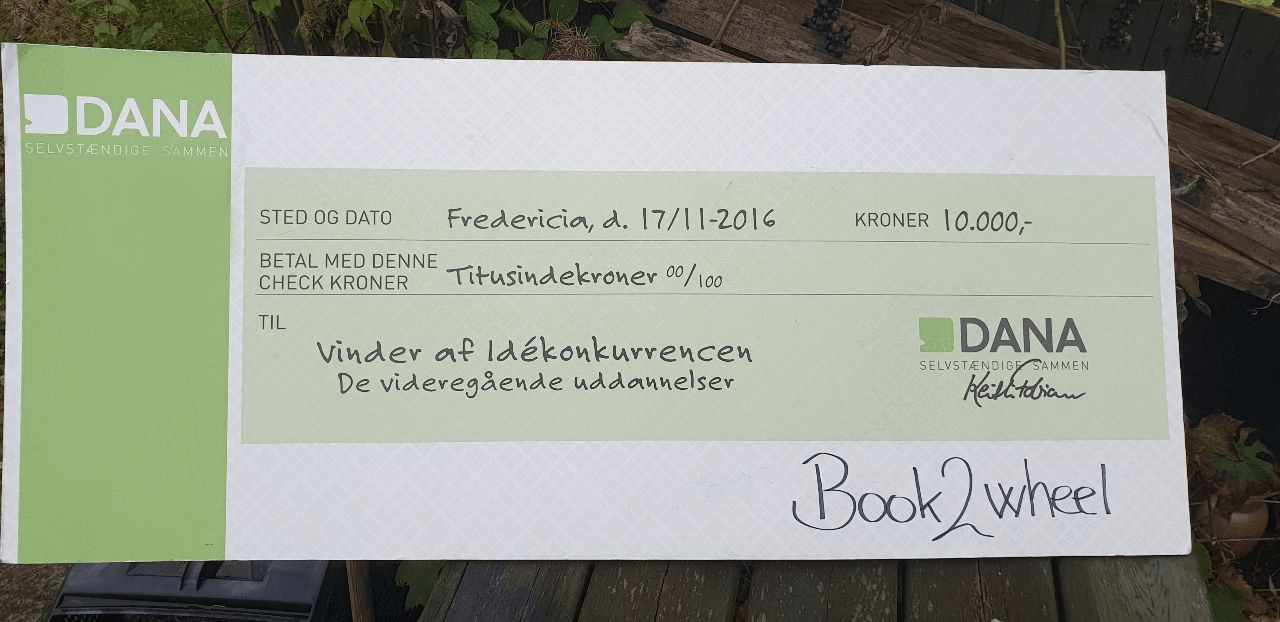 DANA
SELVSTÆNDIGE SAMMEN
STED OG DATO Fredericia, d. 17/11-2016 KRONER 10.000,-
BETAL MED DENNE
CHECK KRONER Titusindekroner 00/100
TIL
Vinder af Idékonkurrencen
De videregående uddannelser
DANA
SELVSTÆNDIGE SAMMEN
Book2wheel